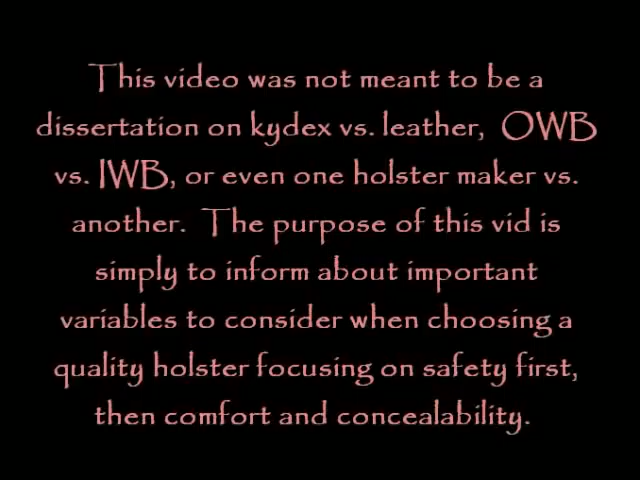 This video was not meant to be a
dissertation on kydex vs. leather, OWB
vs. IWB, or even one holster maker vs.
another. The purpose of this vid is
simply to inform about important
variables to consider when choosing a
quality holster focusing on safety first,
then comfort and concealability.